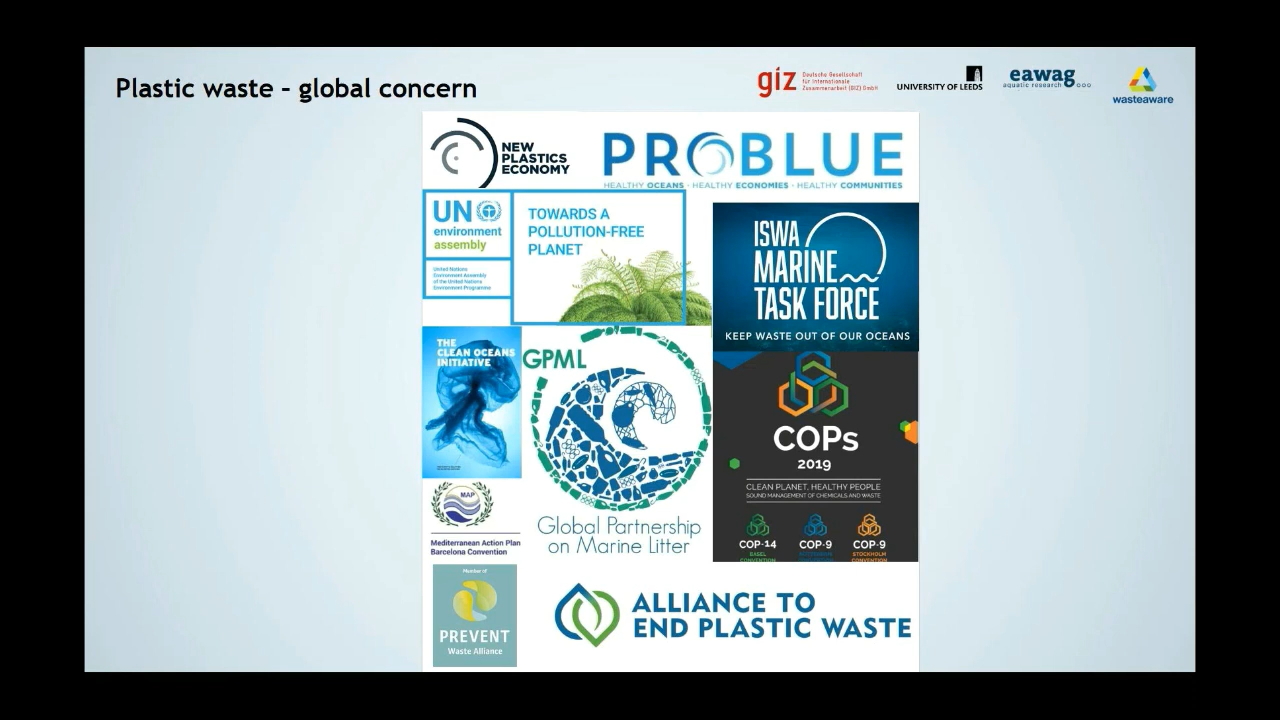 Plastic waste - global concern
giz
Deutsche Gesellschaft
für Internationale
Zusammenarbeit (GIZ) GmbH
UNIVERSITY OF LEEDS
eawag
aquatic research
wasteaware
NEW
PLASTICS
ECONOMY
PROBLUE
HEALTHY OCEANS · HEALTHY ECONOMIES · HEALTHY COMMUNITIES
UN
environment
assembly
United Nations
Environment Assembly
of the United Nations
Environment Programme
TOWARDS A
POLLUTION-FREE
PLANET
ISWA
MARINE
TASK FORCE
KEEP WASTE OUT OF OUR OCEANS
THE
CLEAN OCEANS
INITIATIVE
GPML
Global Partnership
on Marine Litter
COPs
2019
CLEAN PLANET, HEALTHY PEOPLE
SOUND MANAGEMENT OF CHEMICALS AND WASTE
COP-14
BASEL
CONVENTION
COP-9
COP-9
STOCKHOLM
CONVENTION
MAP
Mediterranean Action Plan
Barcelona Convention
Member of
PREVENT
Waste Alliance
ALLIANCE TO
END PLASTIC WASTE